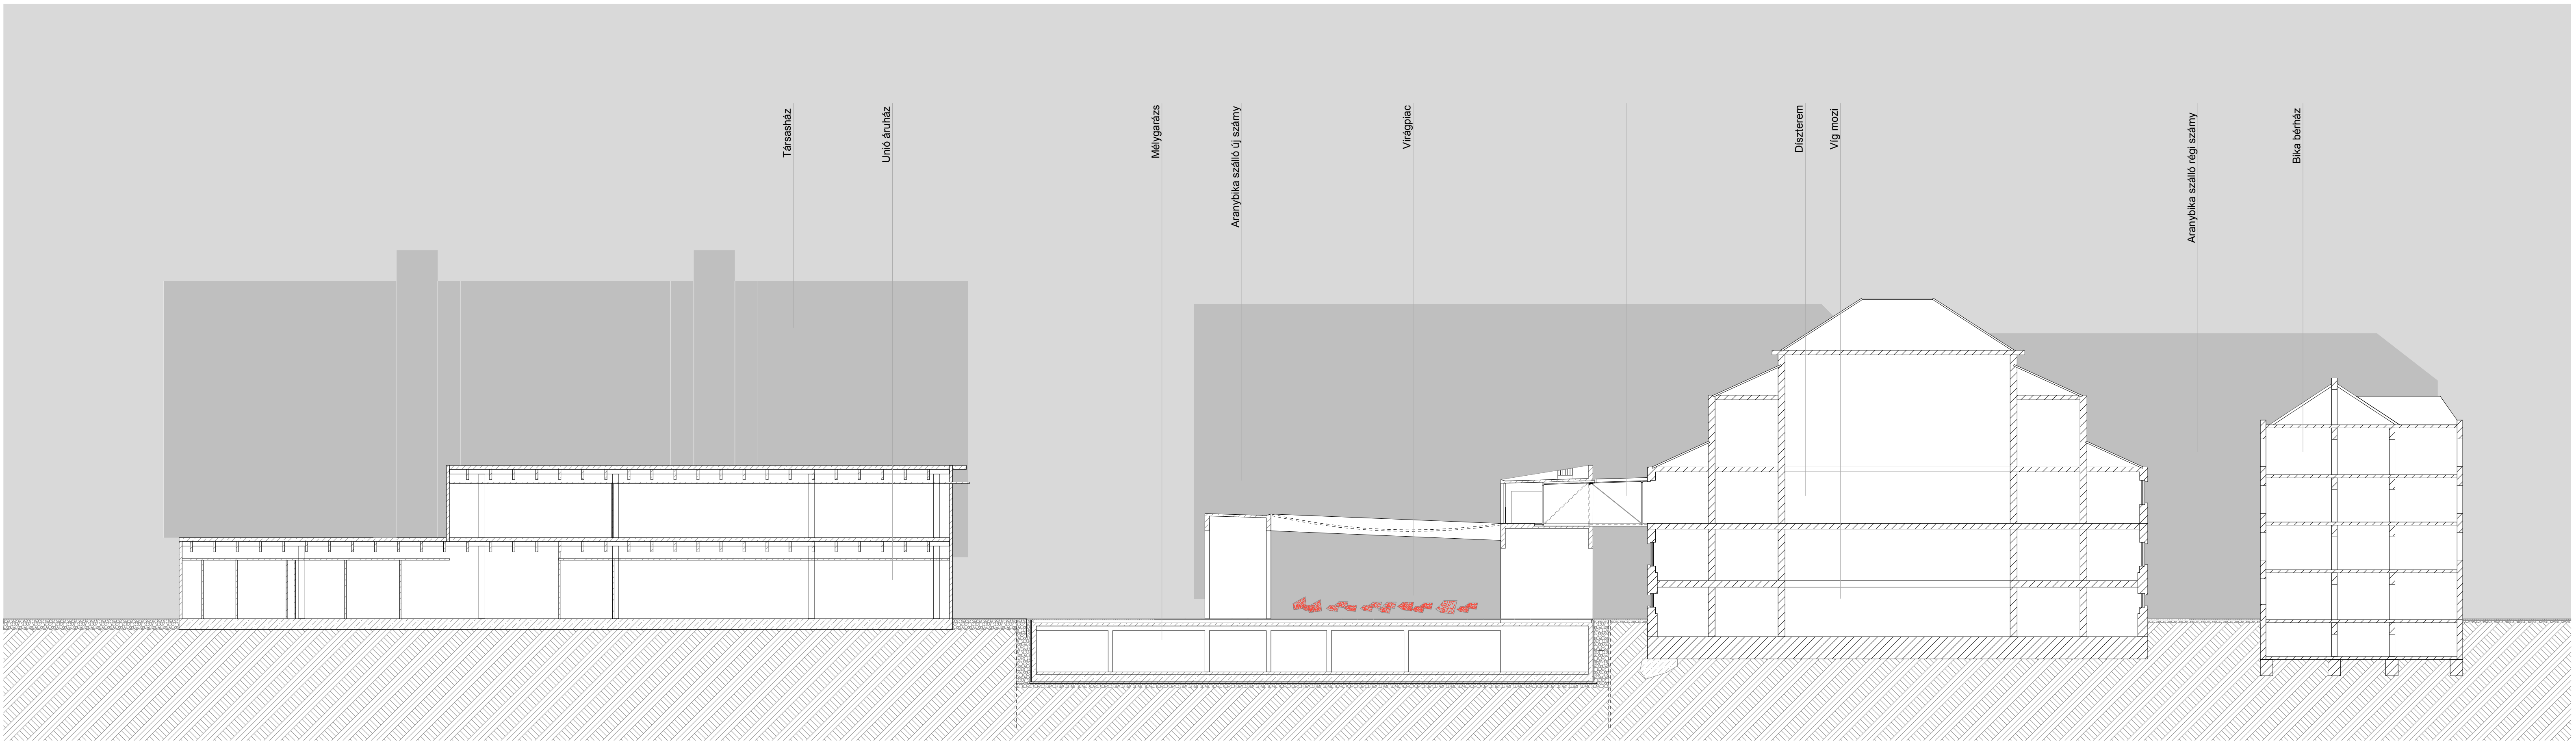 Társasház
Unió áruház
Mélygarázs
Aranybika szálló új szárny
Virágpiac
Díszterem
Víg mozi
Aranybika szálló régi szárny
Bika bérház